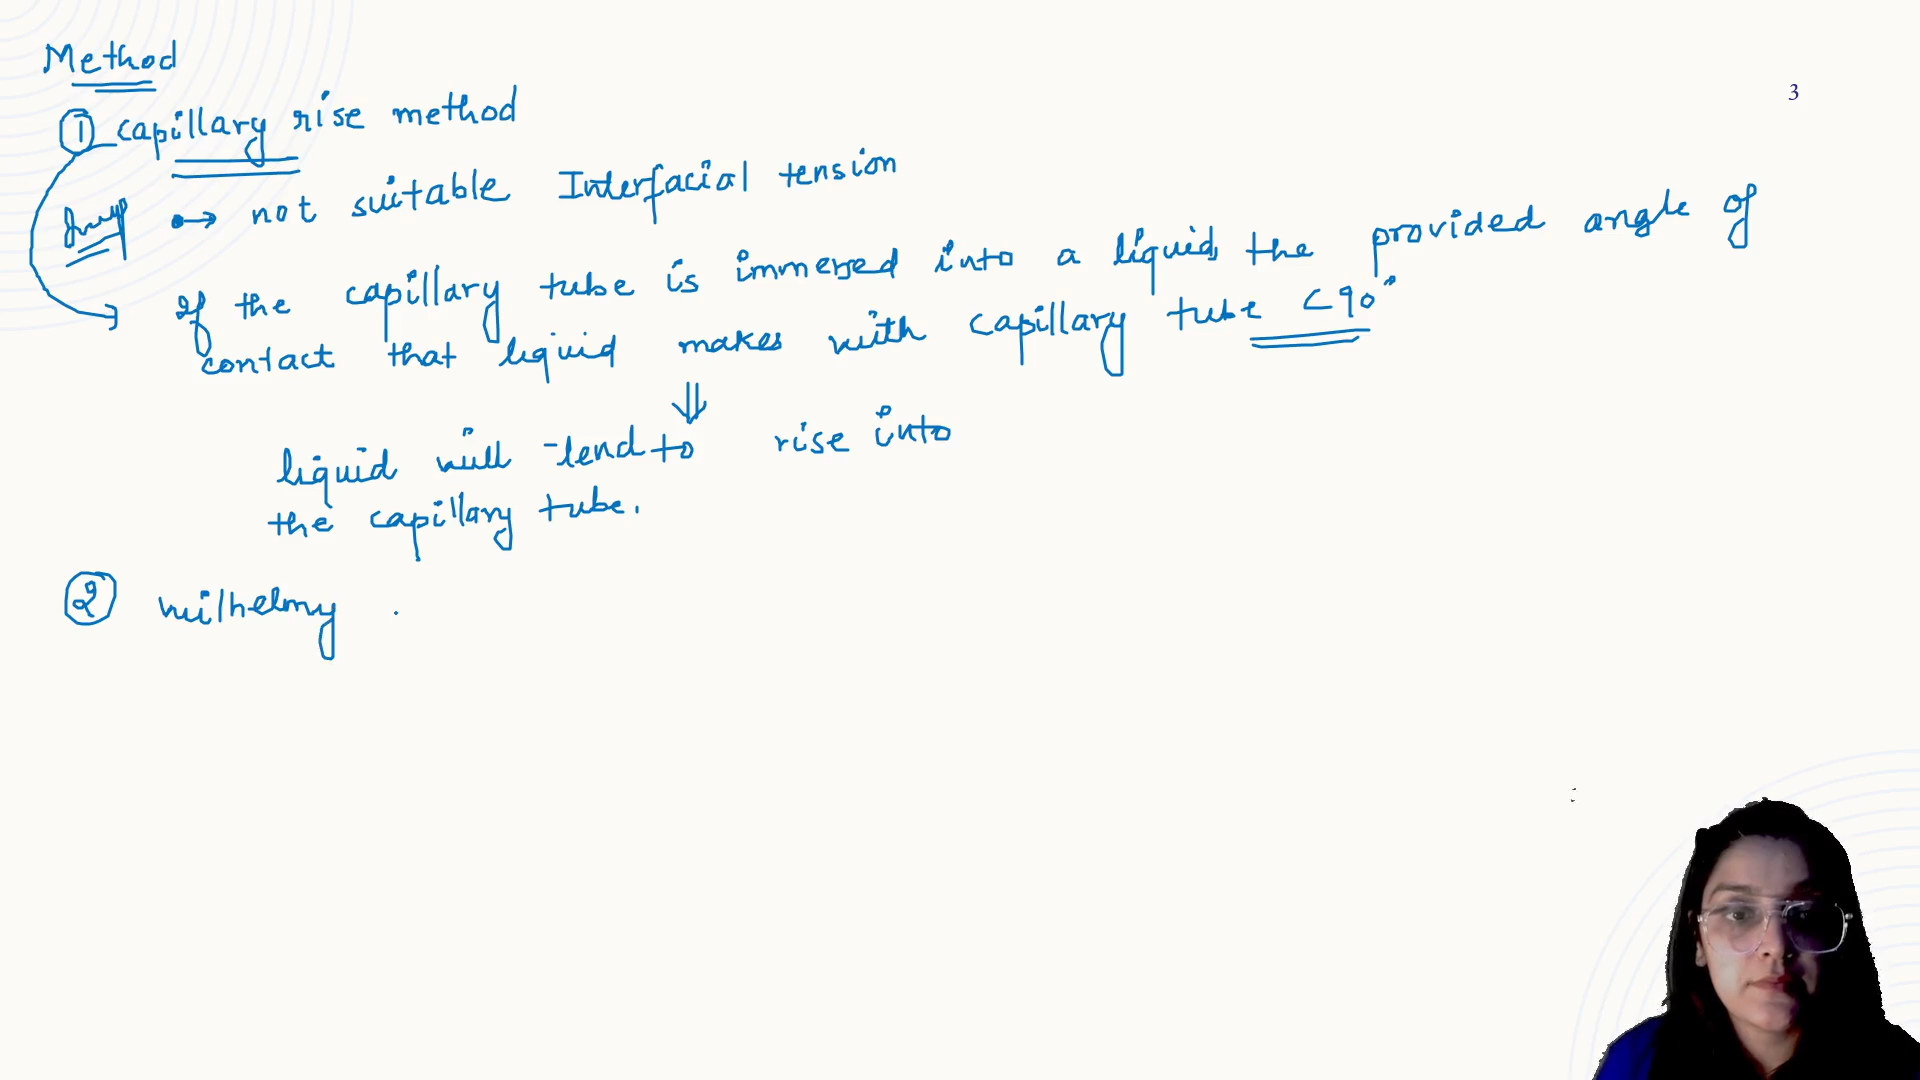 Method
3
① Capillary rise method
Imp → not suitable Interfacial tension
If the capillary tube is immersed into a liquid, the provided angle of
contact that liquid makes with capillary tube <90°
⇓
liquid will tend to rise into
the capillary tube.
② wilhelmy .